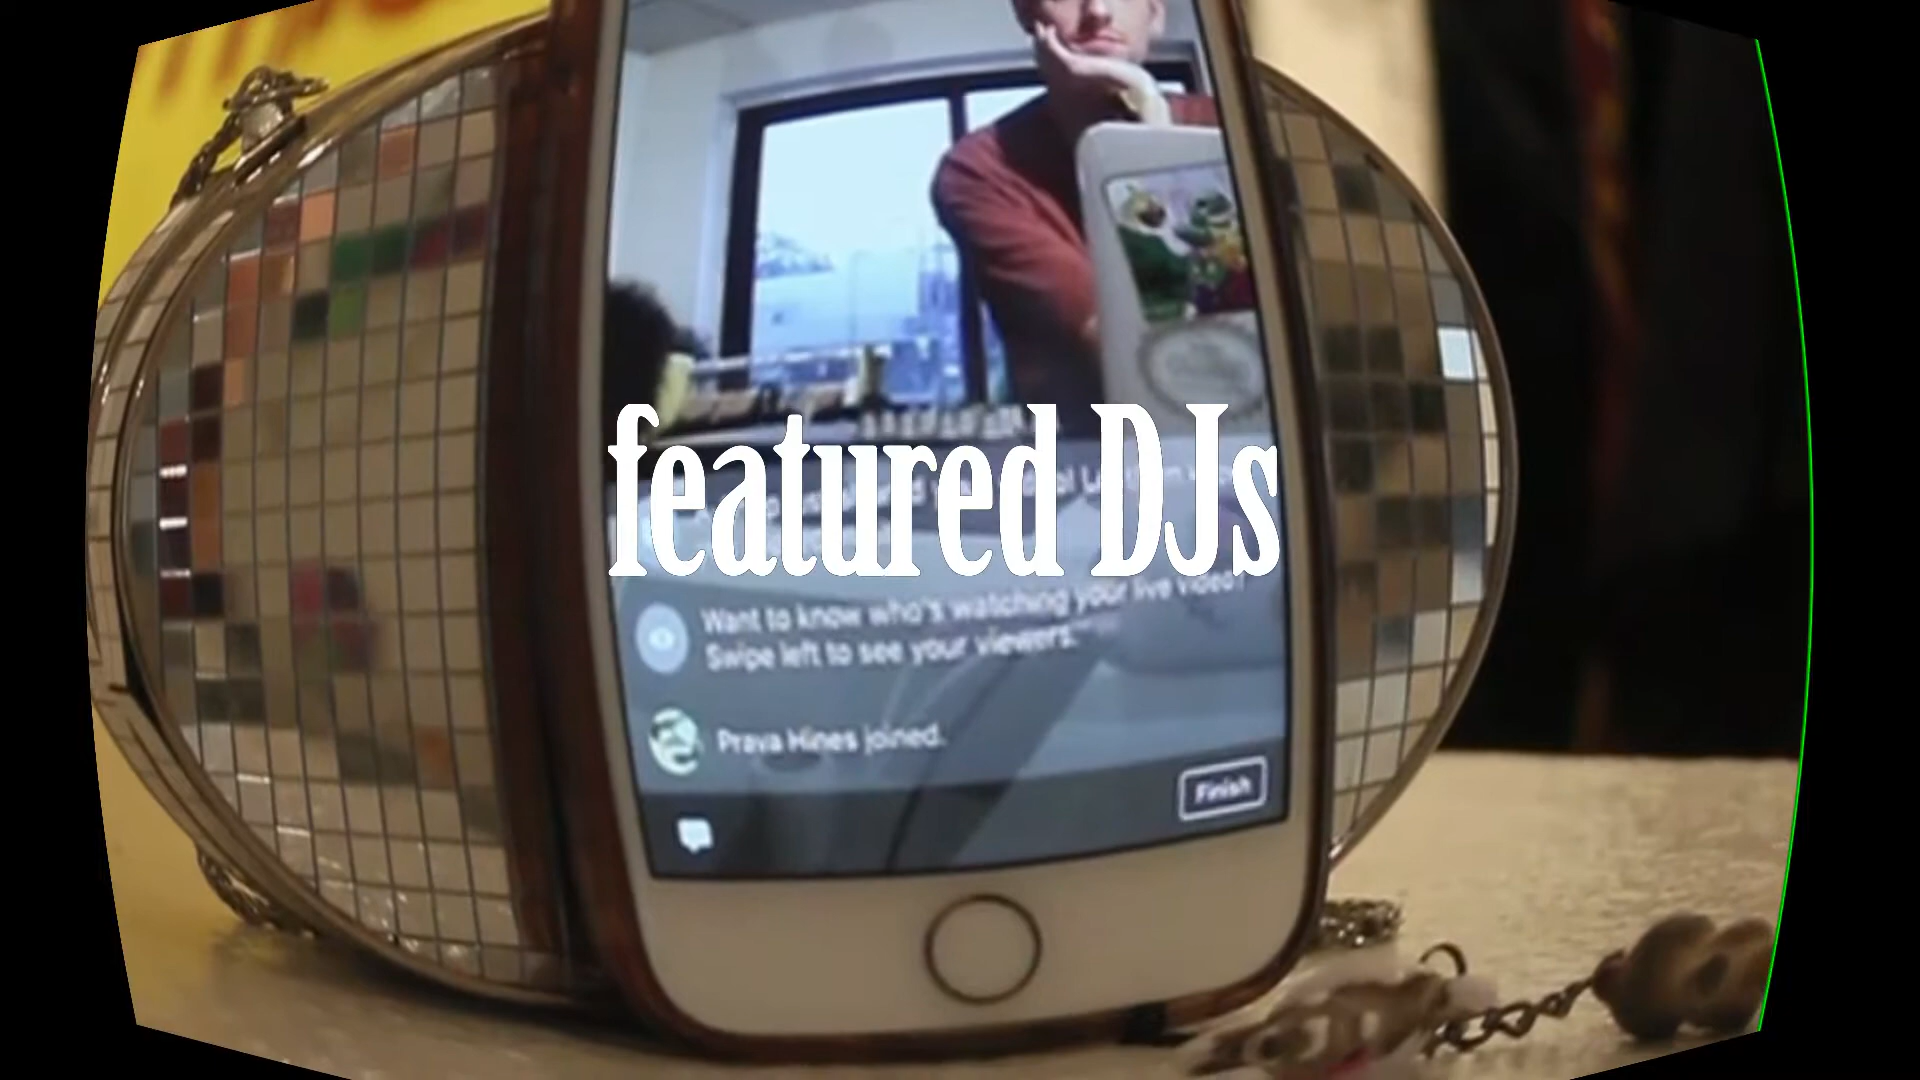 featured DJs
Want to know who's watching your live video?
Swipe left to see your viewers.
Prava Hines joined.
Finish